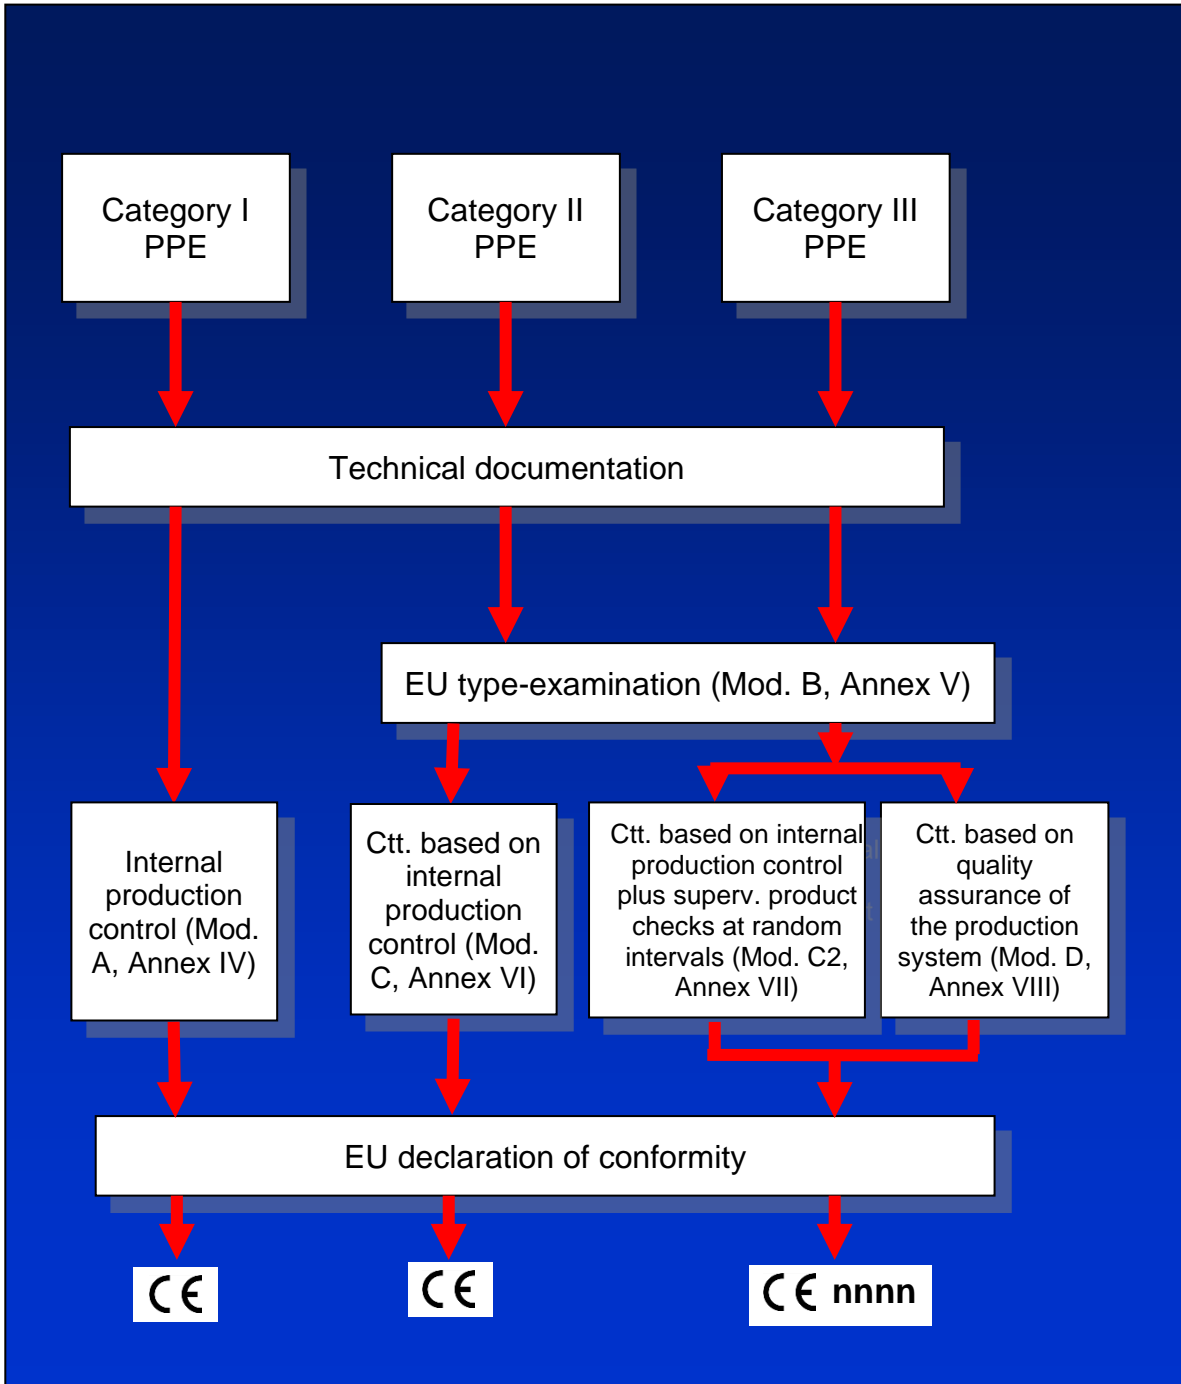 Category I
PPE
Category II
PPE
Category III
PPE
Technical documentation
EU type-examination (Mod. B, Annex V)
Internal
production
control (Mod.
A, Annex IV)
Ctt. based on
internal
production
control (Mod.
C, Annex VI)
Ctt. based on internal
production control
plus superv. product
checks at random
intervals (Mod. C2,
Annex VII)
Ctt. based on
quality
assurance of
the production
system (Mod. D,
Annex VIII)
EU declaration of conformity
CE
CE
CE nnnn